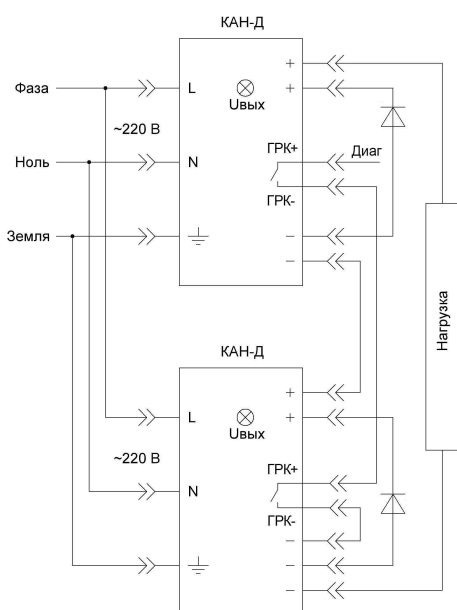 КАН-Д
+
Фаза
L
+
Uвых
~220 В
ГРК+
Диаг
Ноль
N
ГРК-
Земля
–
–
Нагрузка
КАН-Д
+
L
+
Uвых
~220 В
ГРК+
N
ГРК-
–
–
–